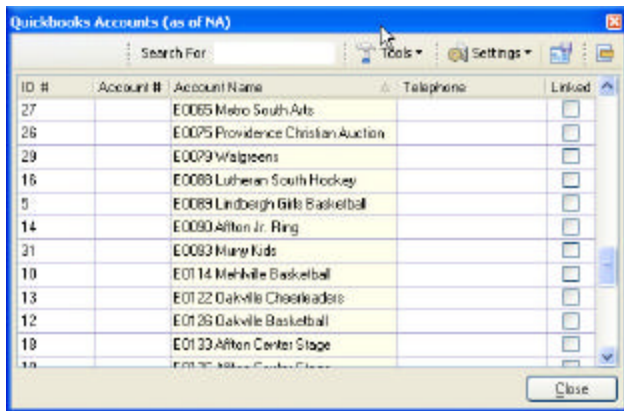 Quickbooks Accounts (as of NA)
Search For Tools Settings
ID # Account # Account Name Telephone Linked
27 E0065 Metro South Arts
26 E0075 Providence Christian Auction
29 E0079 Walgreens
16 E0088 Lutheran South Hockey
5 E0089 Lindbergh Girls Basketball
14 E0090 Affton Jr. Ring
31 E0093 Muny Kids
10 E0114 Mehlville Basketball
13 E0122 Oakville Cheerleaders
12 E0126 Oakville Basketball
18 E0133 Affton Center Stage
Close